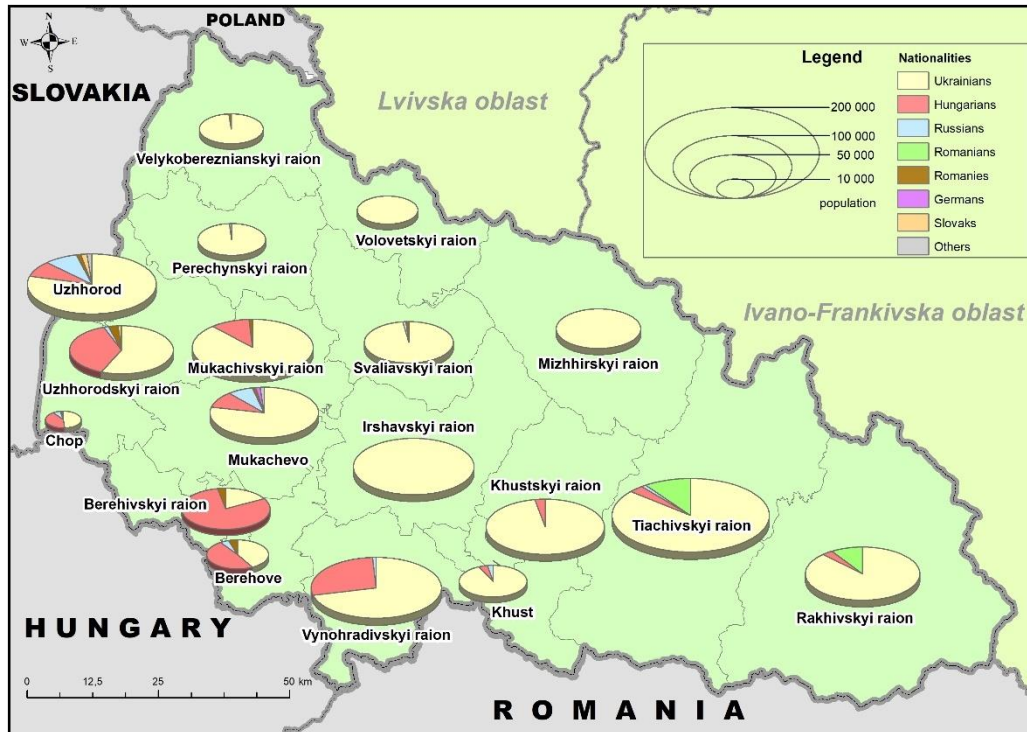 POLAND
N
W
E
S
SLOVAKIA
Lvivska oblast
Legend
Nationalities
200 000
100 000
50 000
10 000
population
Ukrainians
Hungarians
Russians
Romanians
Romanies
Germans
Slovaks
Others
Velykobereznianskyi raion
Volovetskyi raion
Perechynskyi raion
Uzhhorod
Ivano-Frankivska oblast
Mukachivskyi raion
Svaliavskyi raion
Mizhhirskyi raion
Uzhhorodskyi raion
Chop
Mukachevo
Irshavskyi raion
Khustskyi raion
Berehivskyi raion
Tiachivskyi raion
Berehove
Khust
Rakhivskyi raion
Vynohradivskyi raion
HUNGARY
0 12,5 25 50 km
ROMANIA